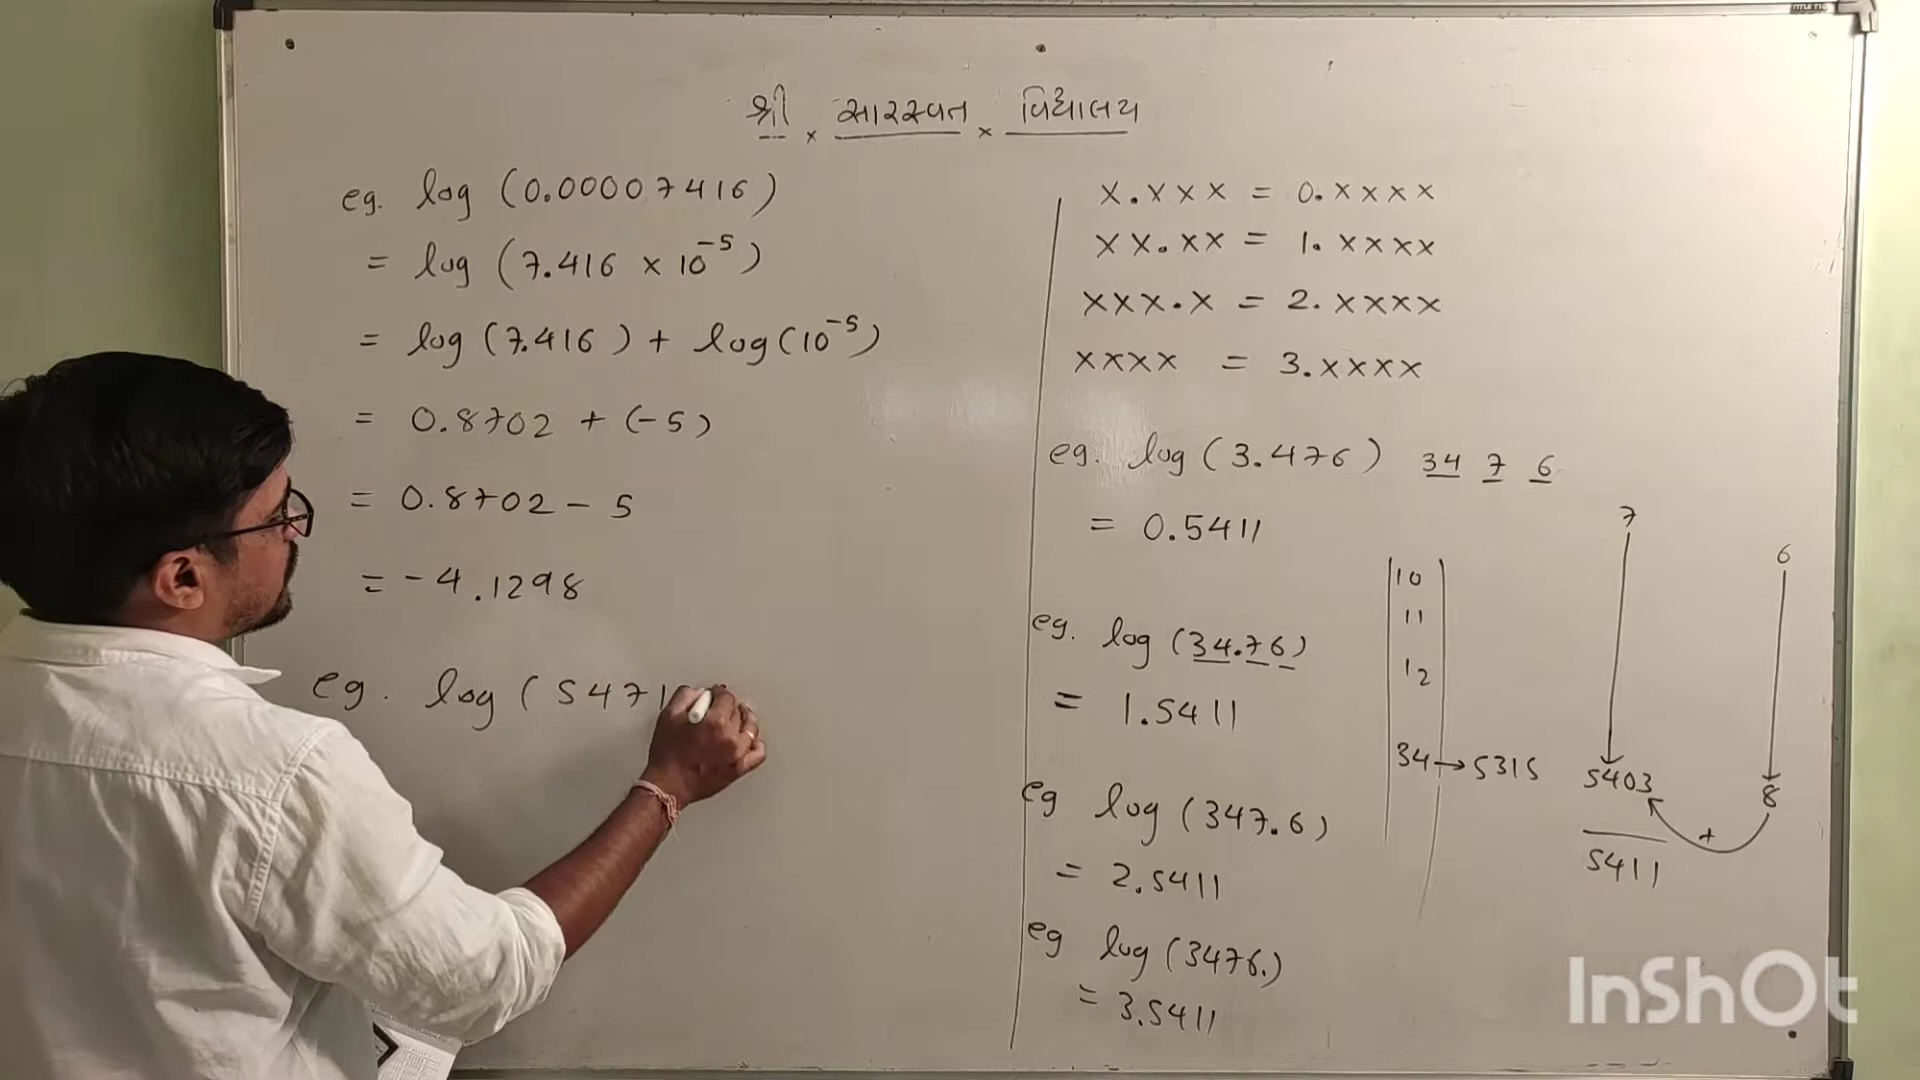 श्री × सारस्वत × विद्यालय
eg. log (0.00007416)
= log (7.416 × 10⁻⁵)
= log (7.416) + log(10⁻⁵)
= 0.8702 + (-5)
= 0.8702 - 5
= -4.1298
eg. log (5471
x.xxx = 0.xxxx
xx.xx = 1.xxxx
xxx.x = 2.xxxx
xxxx = 3.xxxx
eg. log (3.476) 34 7 6
= 0.5411
eg. log (34.76)
= 1.5411
eg log (347.6)
= 2.5411
eg log (3476.)
= 3.5411
10
11
12
34 → 5315
7
6
5403
8
+
5411
InShOt